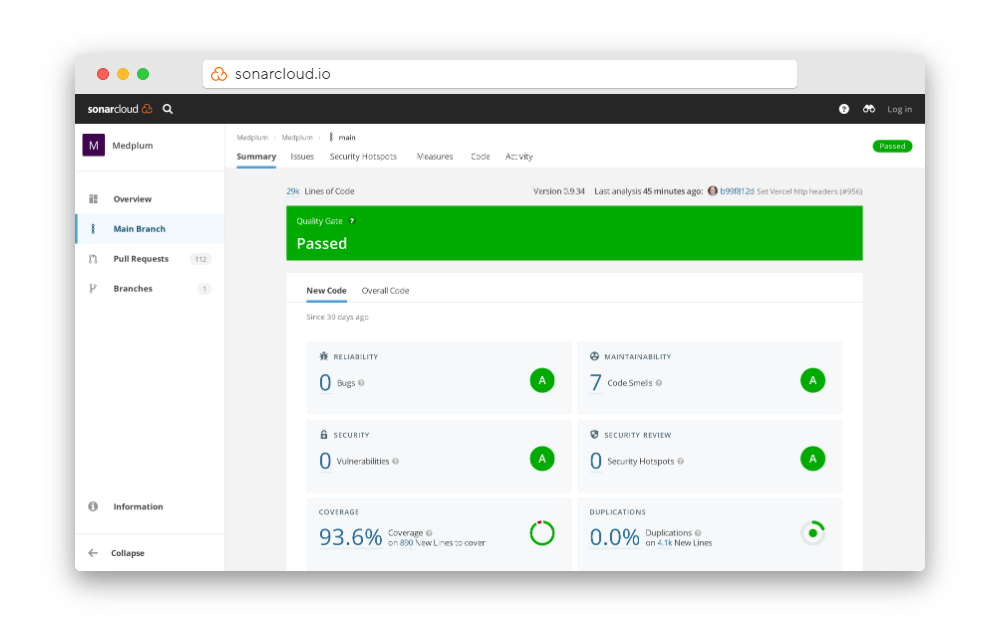 sonarcloud.io
sonarcloud Log in
M Medplum
Medplum / Medplum / main
Passed
Summary Issues Security Hotspots Measures Code Activity
Overview
Main Branch
Pull Requests 112
Branches 1
Information
Collapse
29k Lines of Code
Version 0.9.34 Last analysis 45 minutes ago: b99f812d Set Vercel http headers (#956)
Quality Gate ?
Passed
New Code Overall Code
Since 30 days ago
RELIABILITY
0 Bugs ? A
MAINTAINABILITY
7 Code Smells ? A
SECURITY
0 Vulnerabilities ? A
SECURITY REVIEW
0 Security Hotspots ? A
COVERAGE
93.6% Coverage ?
on 890 New Lines to cover
DUPLICATIONS
0.0% Duplications ?
on 4.1k New Lines